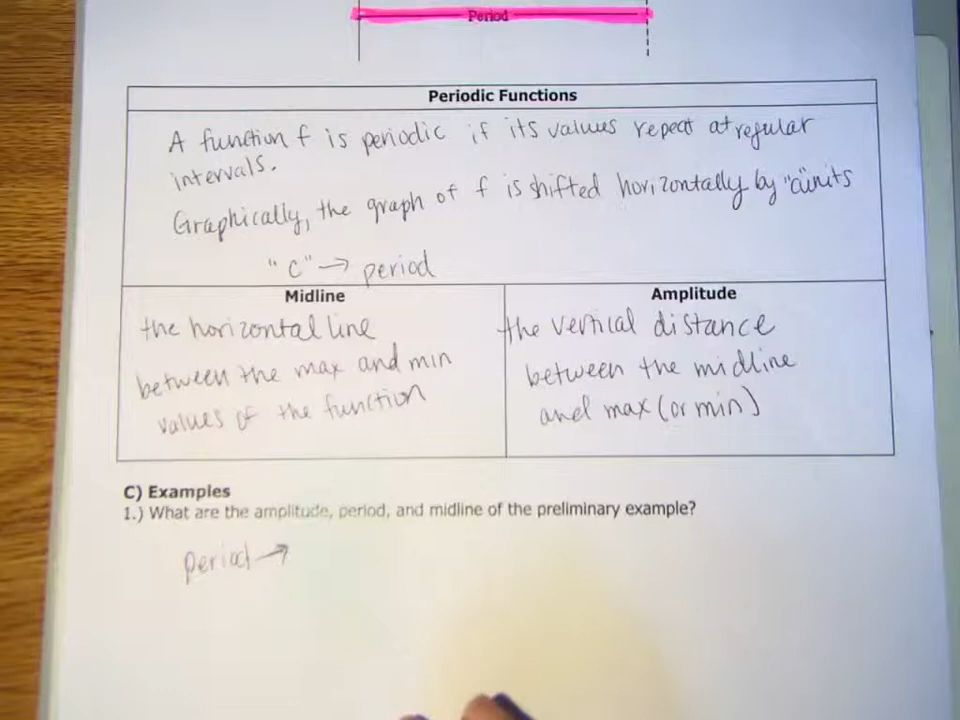 Period
Periodic Functions
A function f is periodic if its values repeat at regular
intervals.
Graphically, the graph of f is shifted horizontally by "c" units
"c" → period
Midline
the horizontal line
between the max and min
values of the function
Amplitude
the vertical distance
between the midline
and max (or min)
C) Examples
1.) What are the amplitude, period, and midline of the preliminary example?
period →